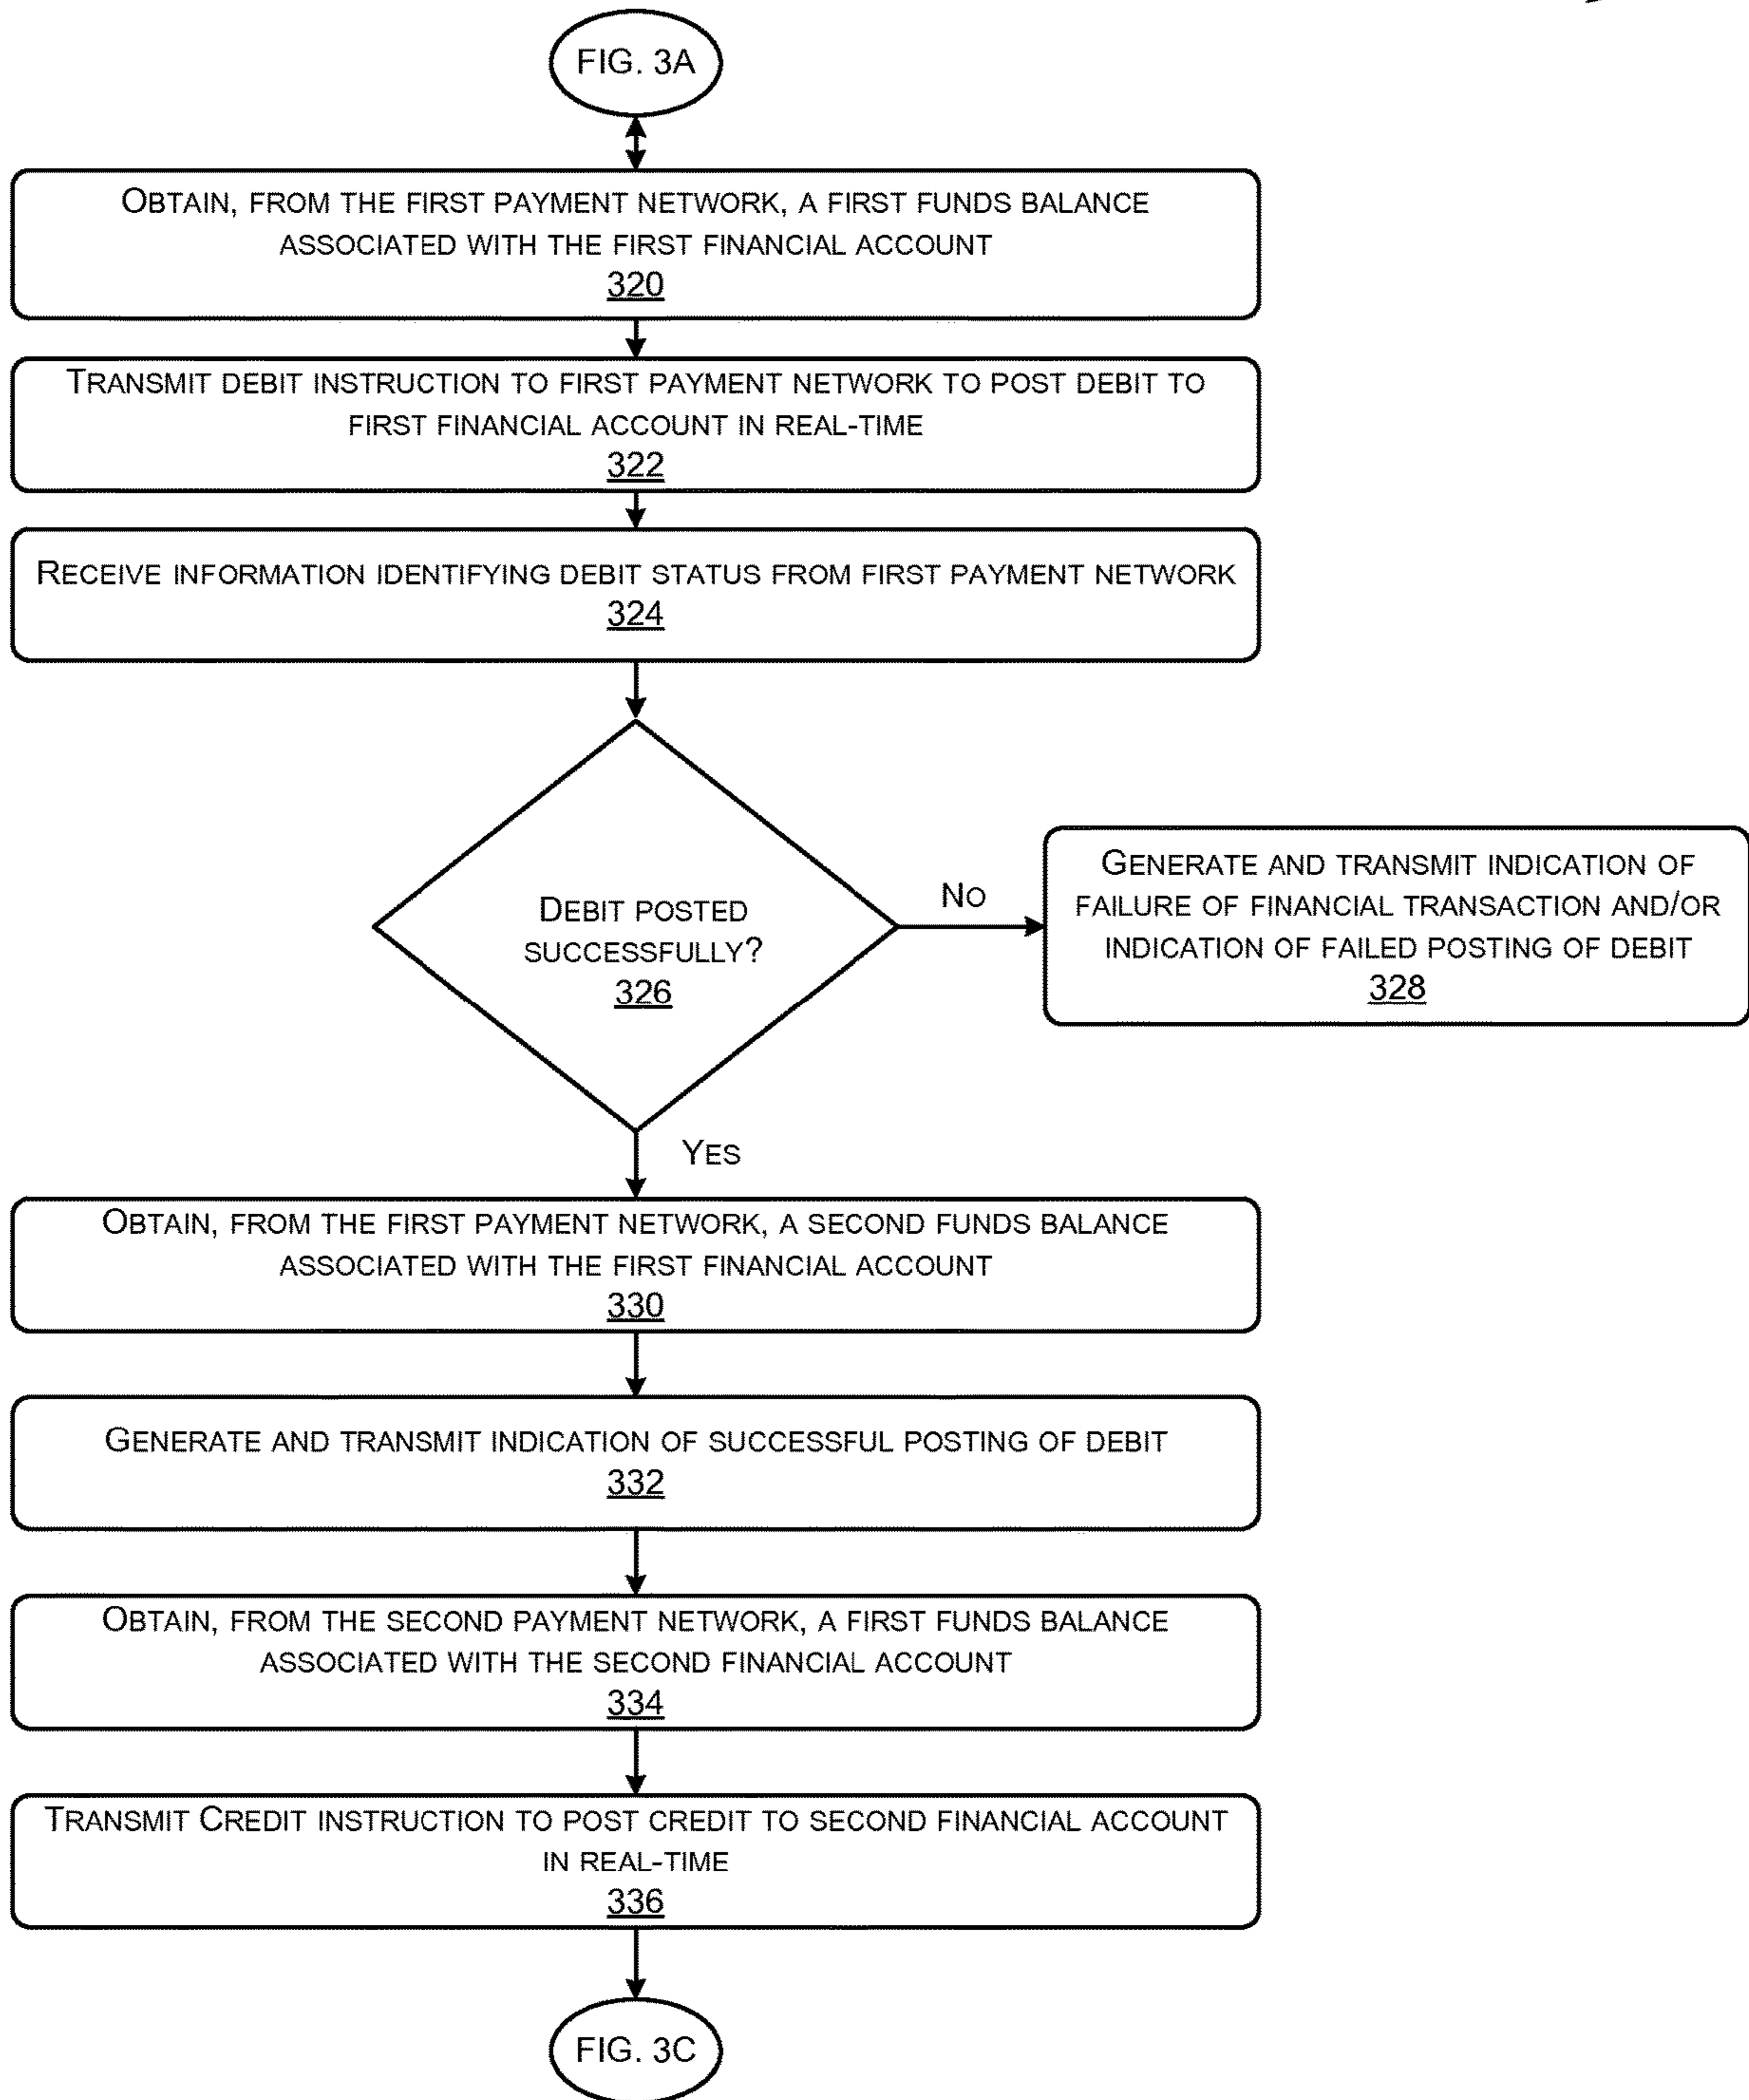 FIG. 3A
OBTAIN, FROM THE FIRST PAYMENT NETWORK, A FIRST FUNDS BALANCE
ASSOCIATED WITH THE FIRST FINANCIAL ACCOUNT
320
TRANSMIT DEBIT INSTRUCTION TO FIRST PAYMENT NETWORK TO POST DEBIT TO
FIRST FINANCIAL ACCOUNT IN REAL-TIME
322
RECEIVE INFORMATION IDENTIFYING DEBIT STATUS FROM FIRST PAYMENT NETWORK
324
DEBIT POSTED
SUCCESSFULLY?
326
NO
GENERATE AND TRANSMIT INDICATION OF
FAILURE OF FINANCIAL TRANSACTION AND/OR
INDICATION OF FAILED POSTING OF DEBIT
328
YES
OBTAIN, FROM THE FIRST PAYMENT NETWORK, A SECOND FUNDS BALANCE
ASSOCIATED WITH THE FIRST FINANCIAL ACCOUNT
330
GENERATE AND TRANSMIT INDICATION OF SUCCESSFUL POSTING OF DEBIT
332
OBTAIN, FROM THE SECOND PAYMENT NETWORK, A FIRST FUNDS BALANCE
ASSOCIATED WITH THE SECOND FINANCIAL ACCOUNT
334
TRANSMIT CREDIT INSTRUCTION TO POST CREDIT TO SECOND FINANCIAL ACCOUNT
IN REAL-TIME
336
FIG. 3C